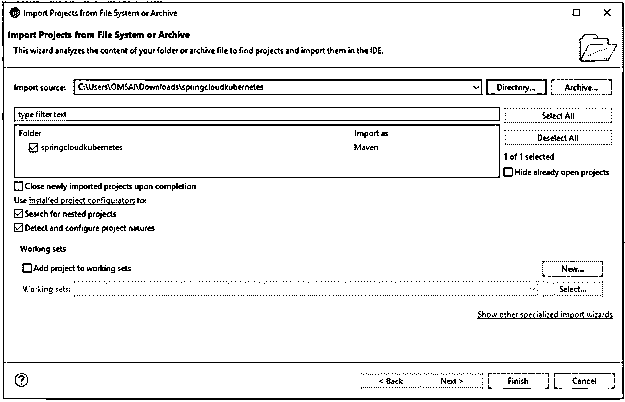 Import Projects from File System or Archive
Import Projects from File System or Archive
This wizard analyzes the content of your folder or archive file to find projects and import them in the IDE.
Import source: C:\Users\OMSAI\Downloads\springcloudkubernetes Directory... Archive...
type filter text Select All
Folder Import as
Deselect All
springcloudkubernetes Maven
1 of 1 selected
Hide already open projects
Close newly imported projects upon completion
Use installed project configurators to:
Search for nested projects
Detect and configure project natures
Working sets
Add project to working sets New...
Working sets: Select...
Show other specialized import wizards
? < Back Next > Finish Cancel